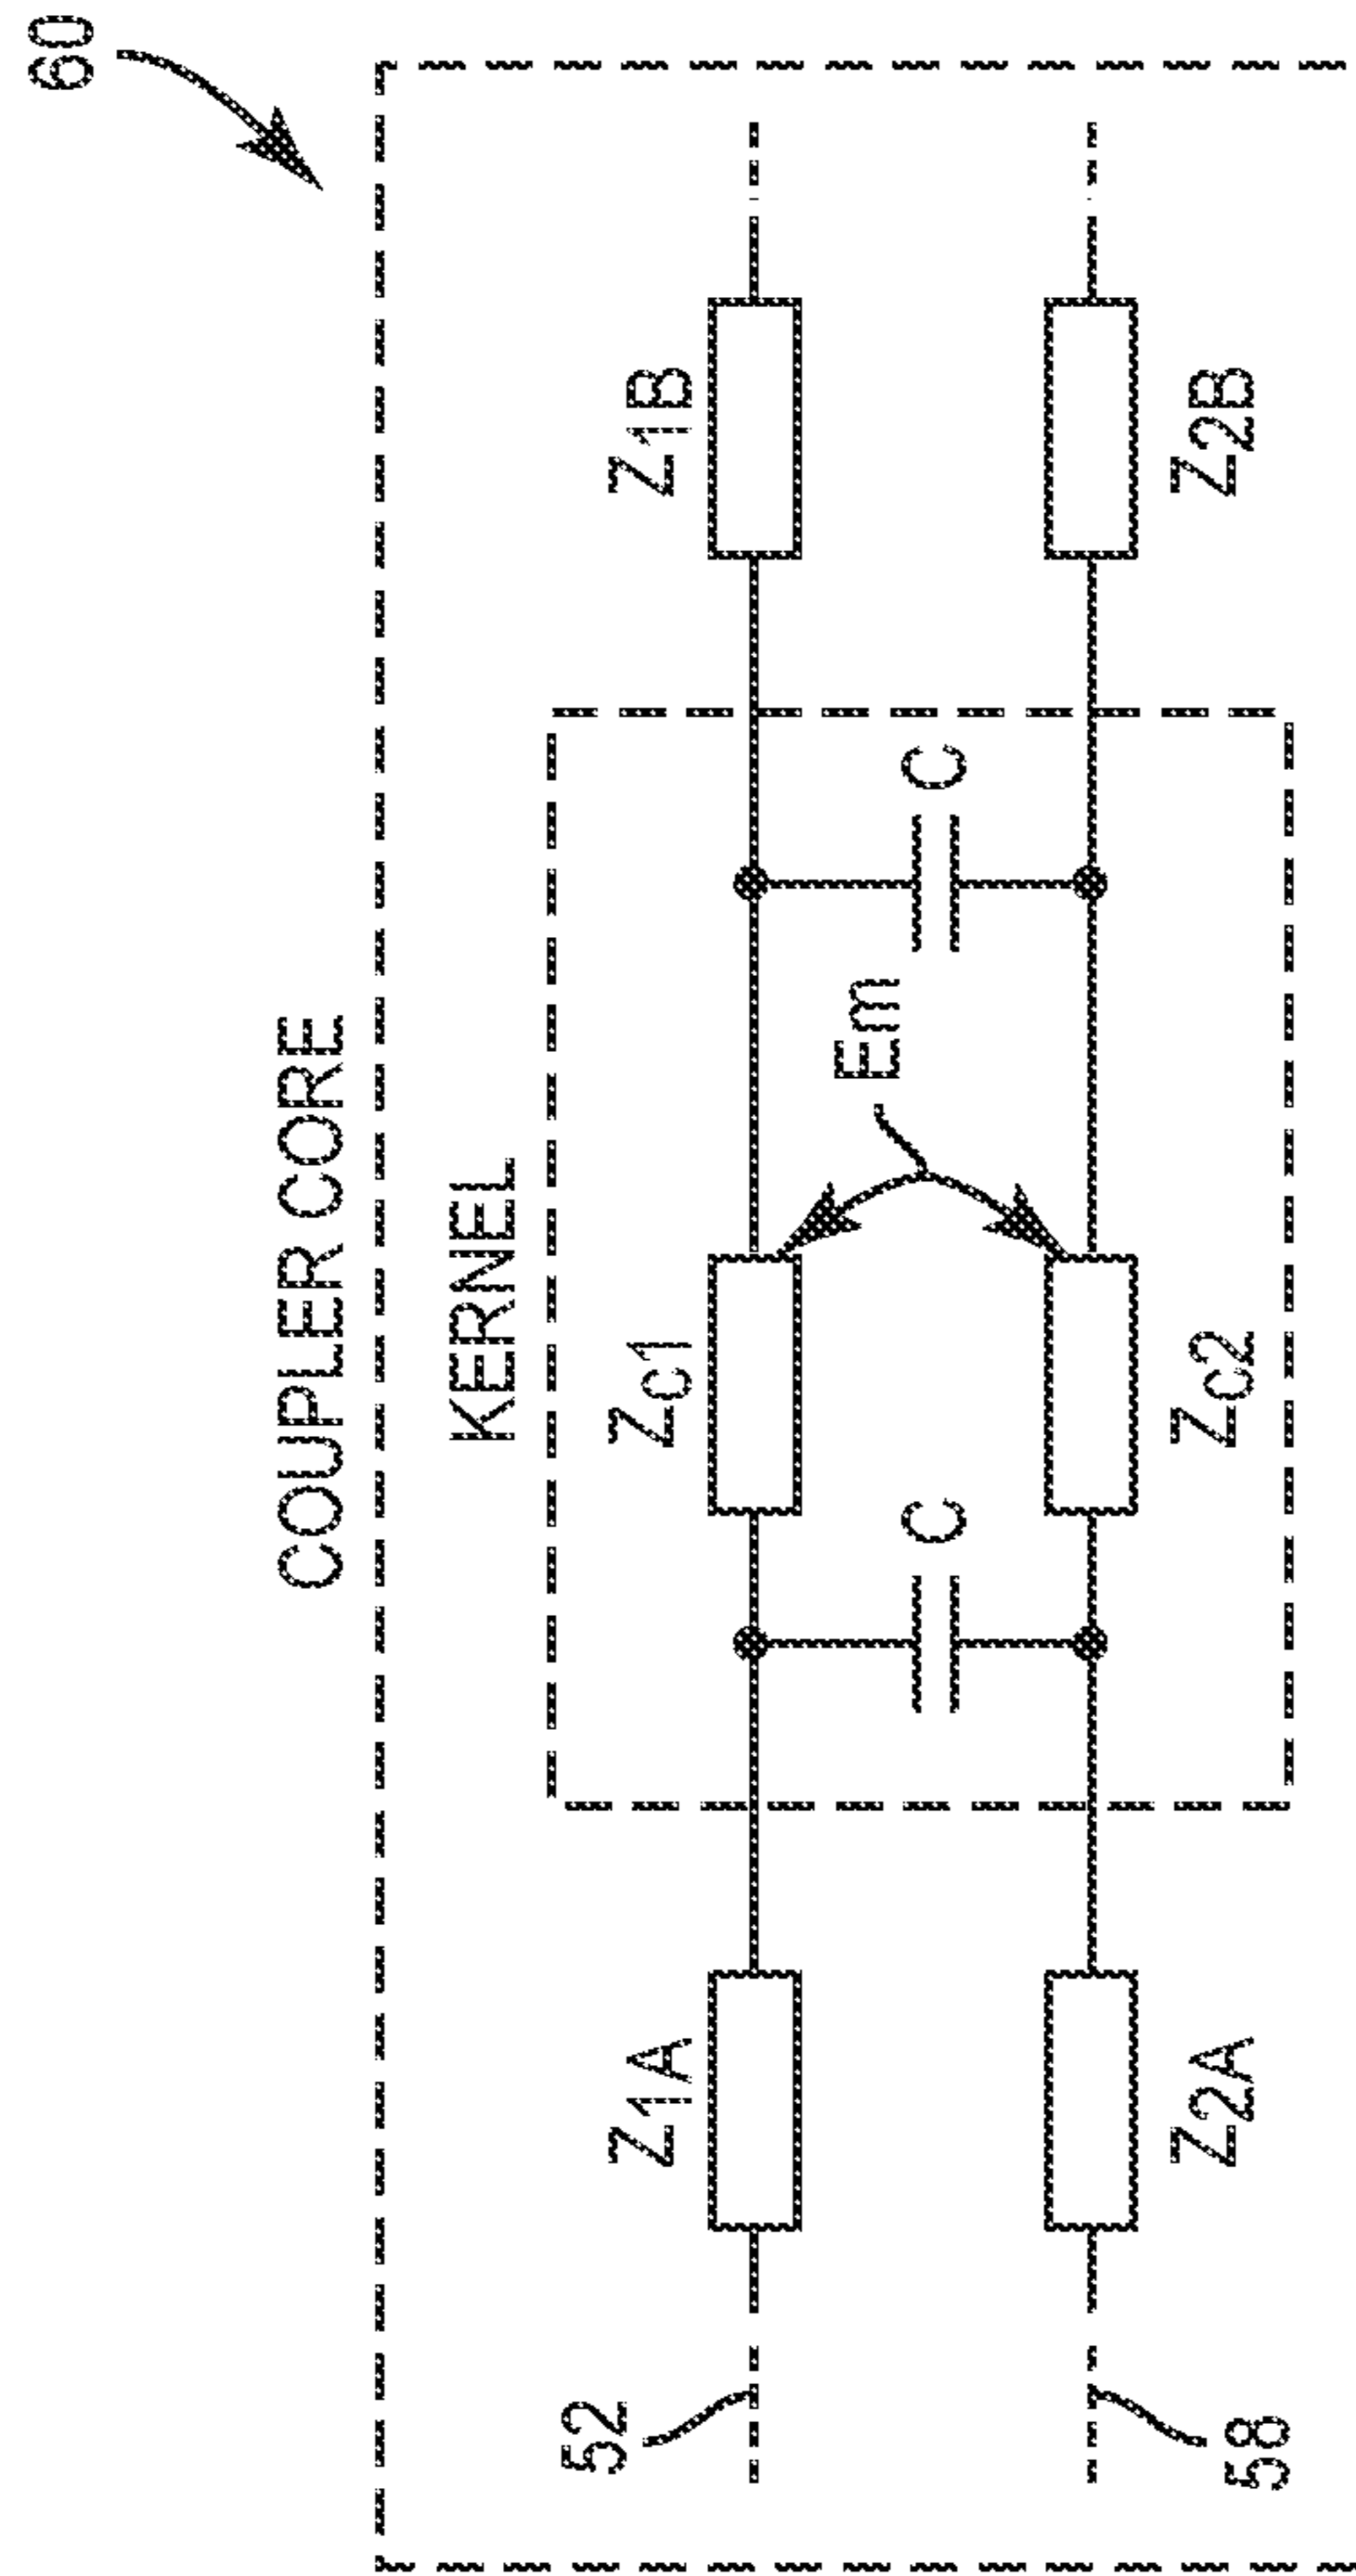 60
COUPLER CORE
KERNEL
52
Z1A
C
Zc1
Em
C
Z1B
58
Z2A
Zc2
Z2B